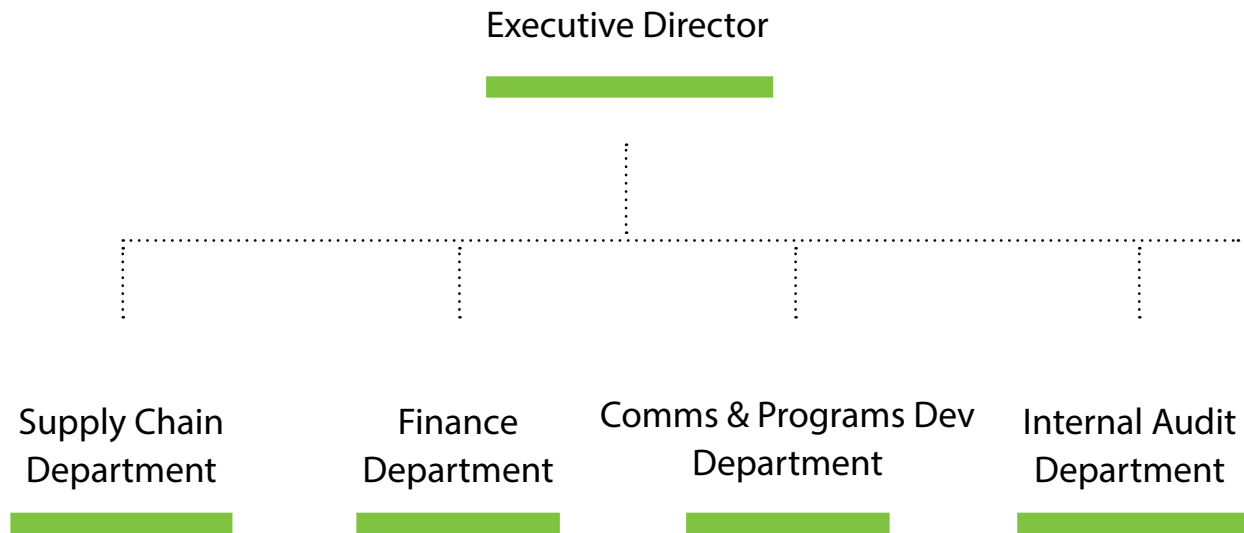 Executive Director
Supply Chain
Department
Finance
Department
Comms & Programs Dev
Department
Internal Audit
Department